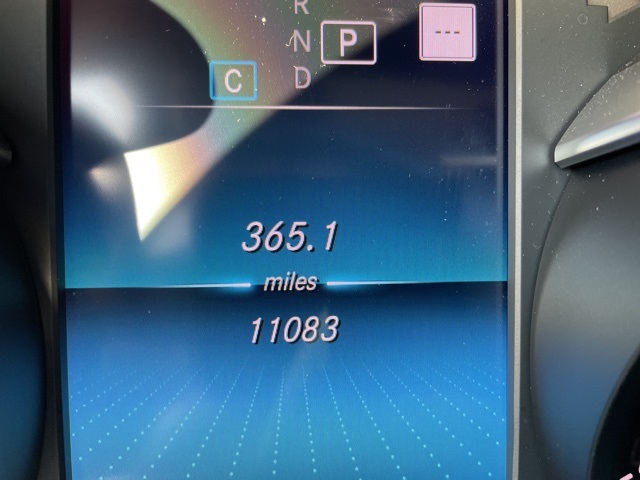 R
N P ---
C D
365.1
miles
11083